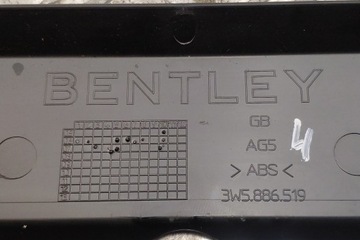 BENTLEY
GB
AG5
4
> ABS <
3W5.886.519